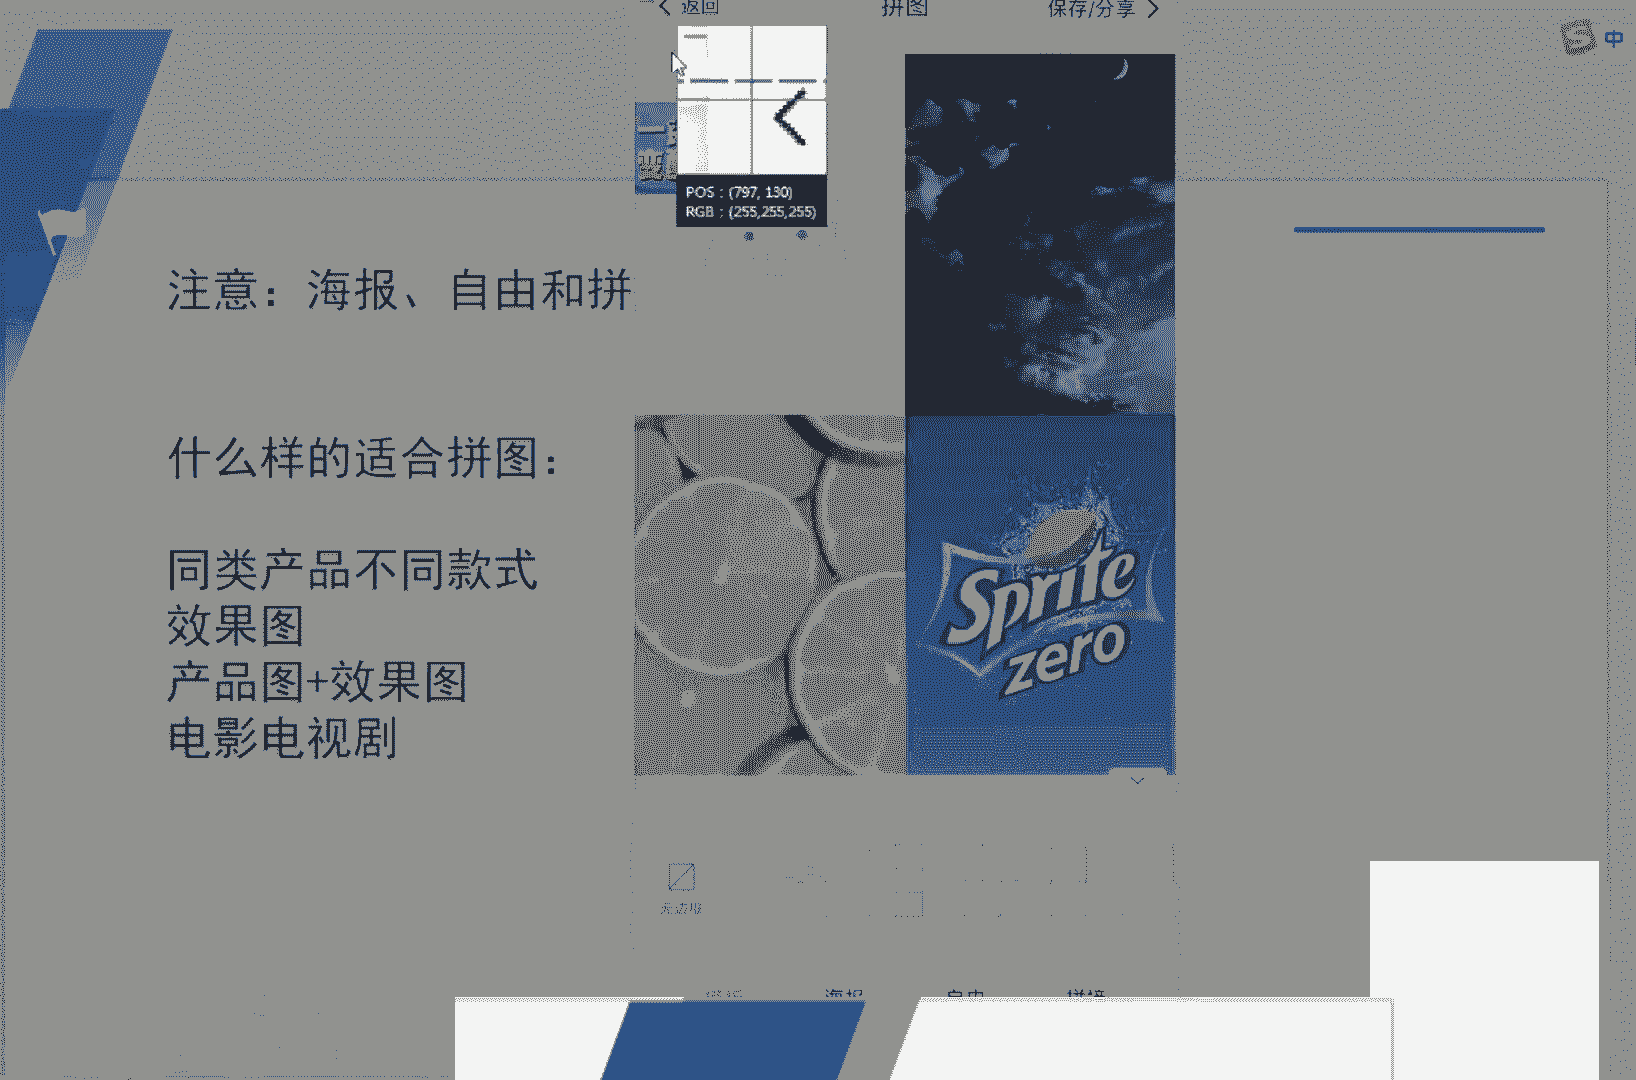 返回
拼图
保存/分享
中
POS : (797, 130)
RGB : (255,255,255)
注意：海报、自由和拼
什么样的适合拼图：
同类产品不同款式
效果图
产品图+效果图
电影电视剧
Sprite
zero
无边框
海报
自由
拼接